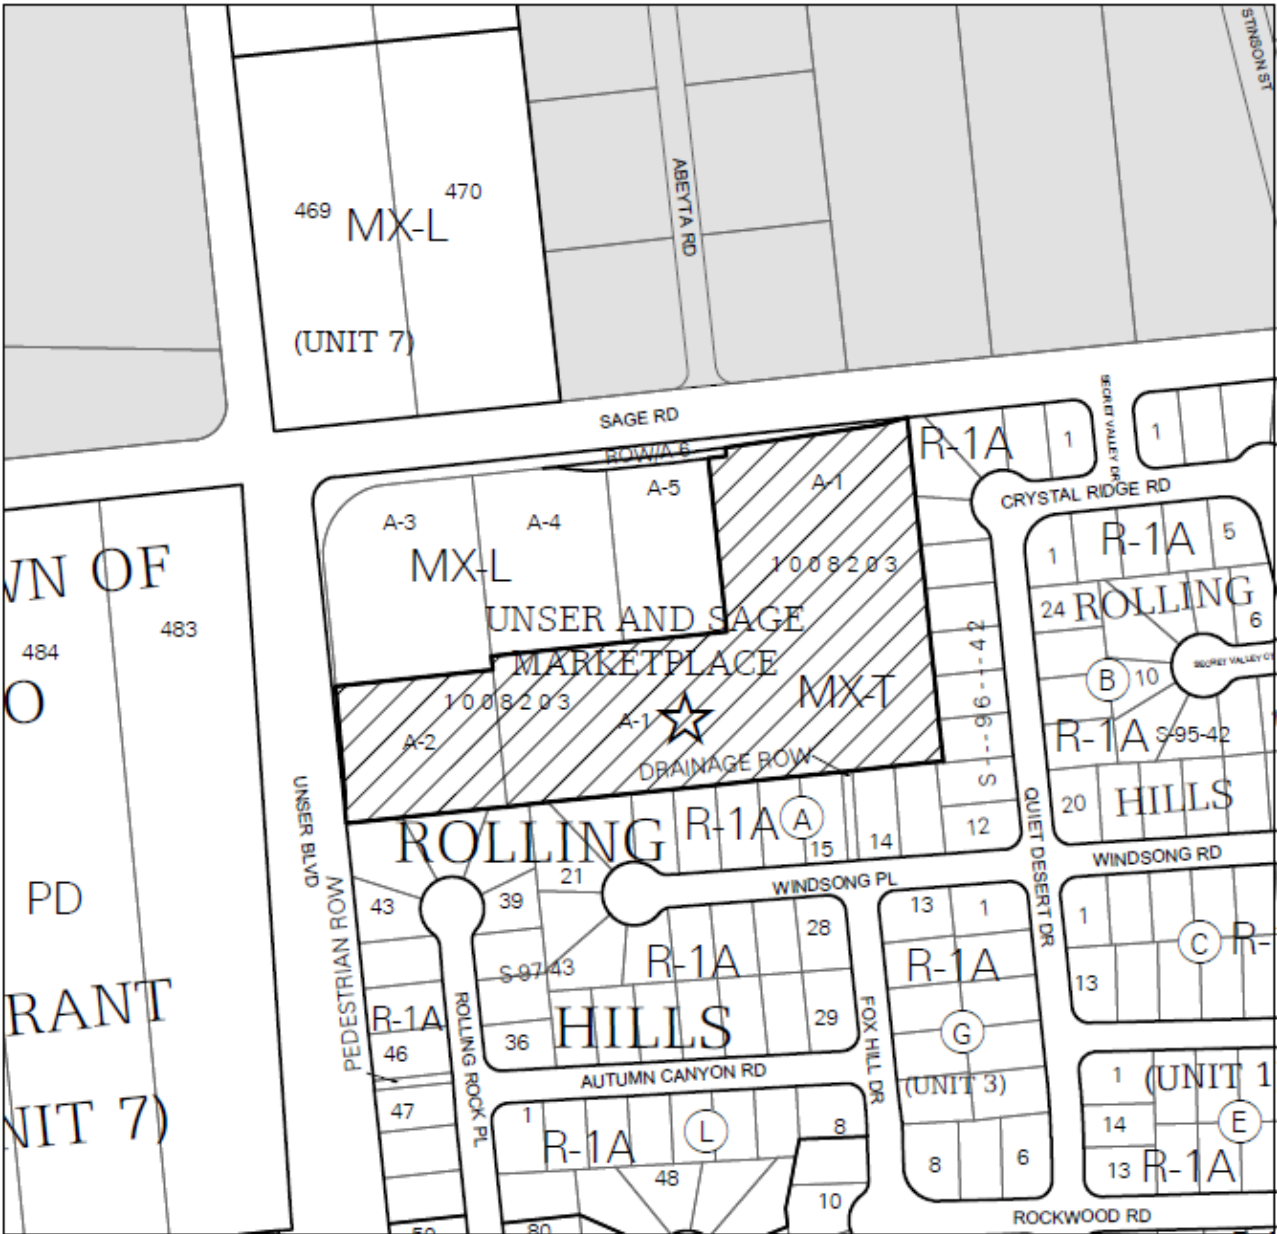 STINSON ST
469
470
MX-L
ABEYTA RD
(UNIT 7)
SAGE RD
SECRET VALLEY DR
ROW/A 6
R-1A
1
1
A-5
A-1
CRYSTAL RIDGE RD
A-3
A-4
MX-L
1008203
1
R-1A
5
WN OF
484
483
O
UNSER AND SAGE
MARKETPLACE
24
ROLLING
6
S---96---42
SECRET VALLEY C
B
10
1008203
A-1
MX-T
A-2
R-1A
S-95-42
DRAINAGE ROW
20
HILLS
UNSER BLVD
ROLLING
R-1A
A
15
14
12
QUIET DESERT DR
WINDSONG RD
PD
PEDESTRIAN ROW
43
39
21
WINDSONG PL
28
13
1
1
C
R-
S-97-43
R-1A
R-1A
13
RANT
R-1A
ROLLING ROCK PL
HILLS
29
FOX HILL DR
G
46
36
AUTUMN CANYON RD
(UNIT 3)
1
(UNIT 1
NIT 7)
47
1
R-1A
L
8
14
E
48
8
6
13
R-1A
10
50
80
ROCKWOOD RD